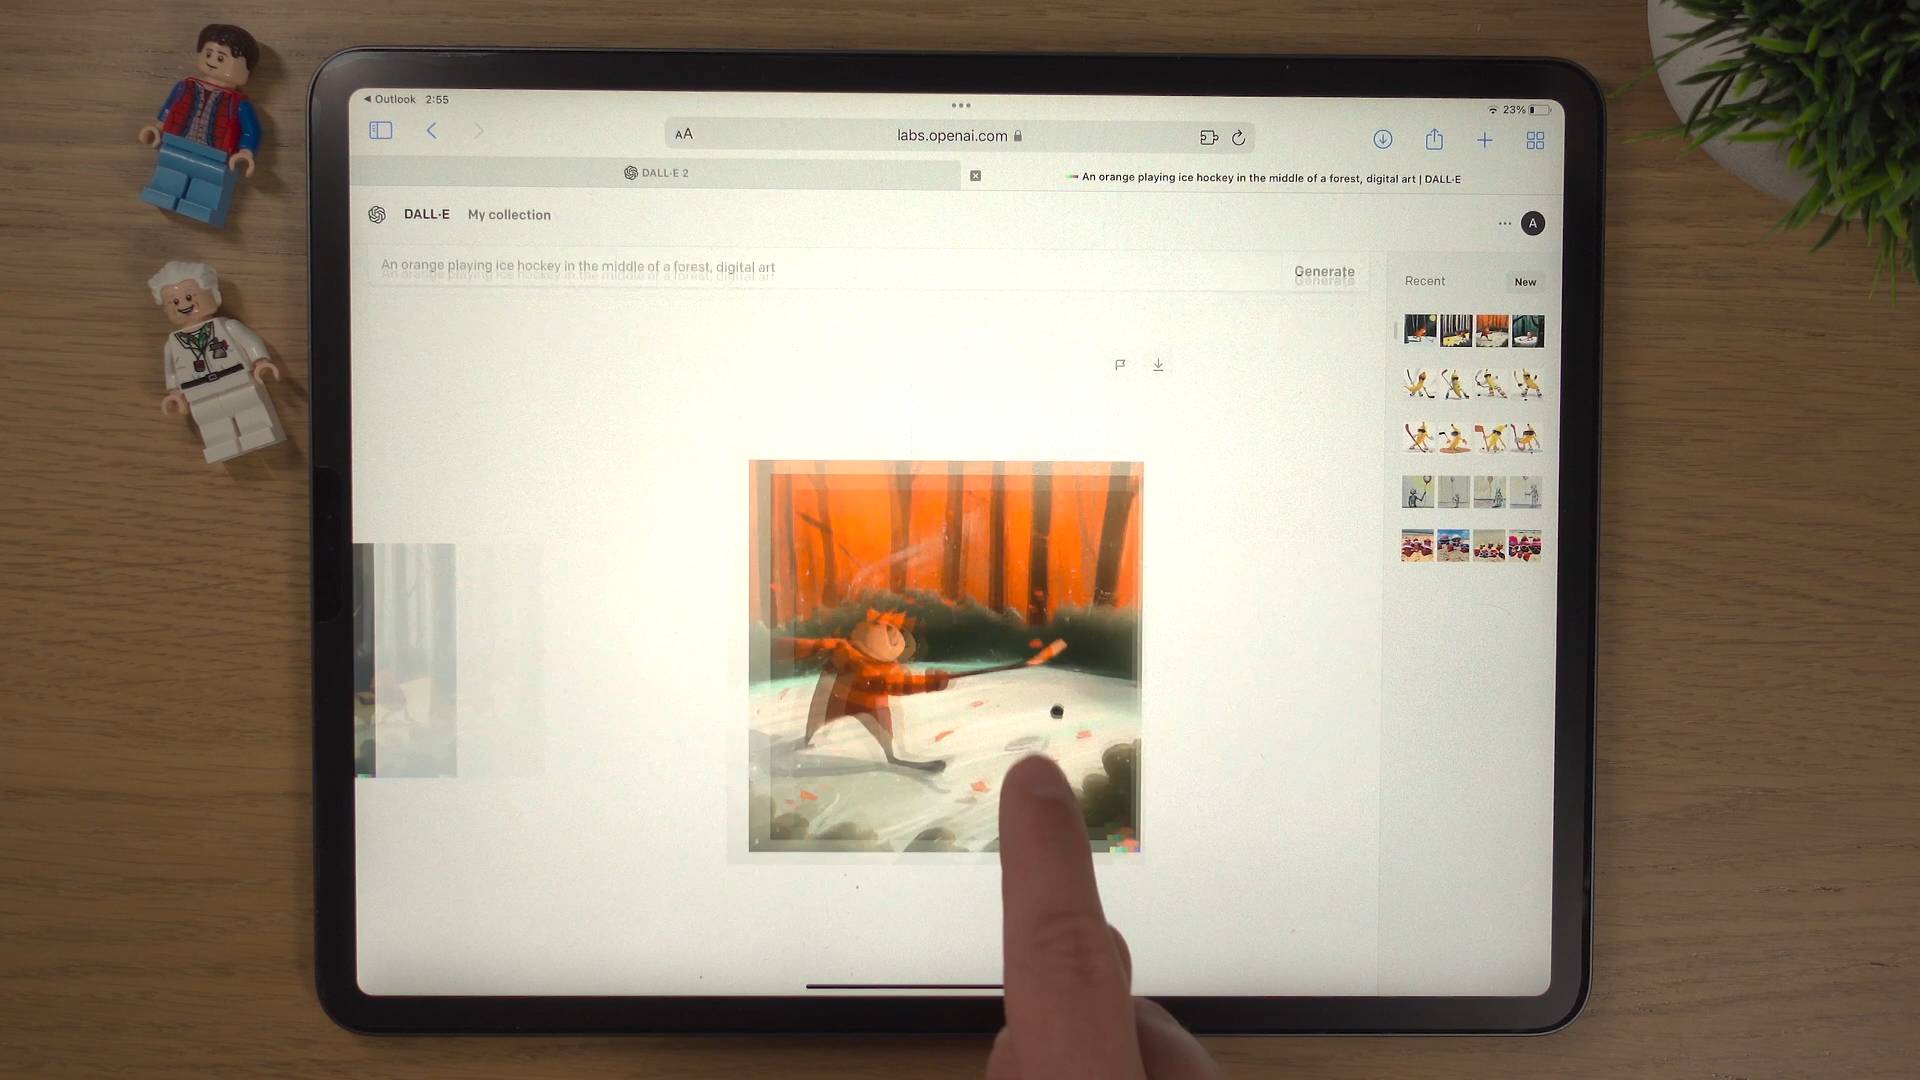 ◀ Outlook 2:55
23%
AA labs.openai.com
DALL·E 2
An orange playing ice hockey in the middle of a forest, digital art | DALL·E
DALL·E My collection
A
An orange playing ice hockey in the middle of a forest, digital art
Generate
Recent
New